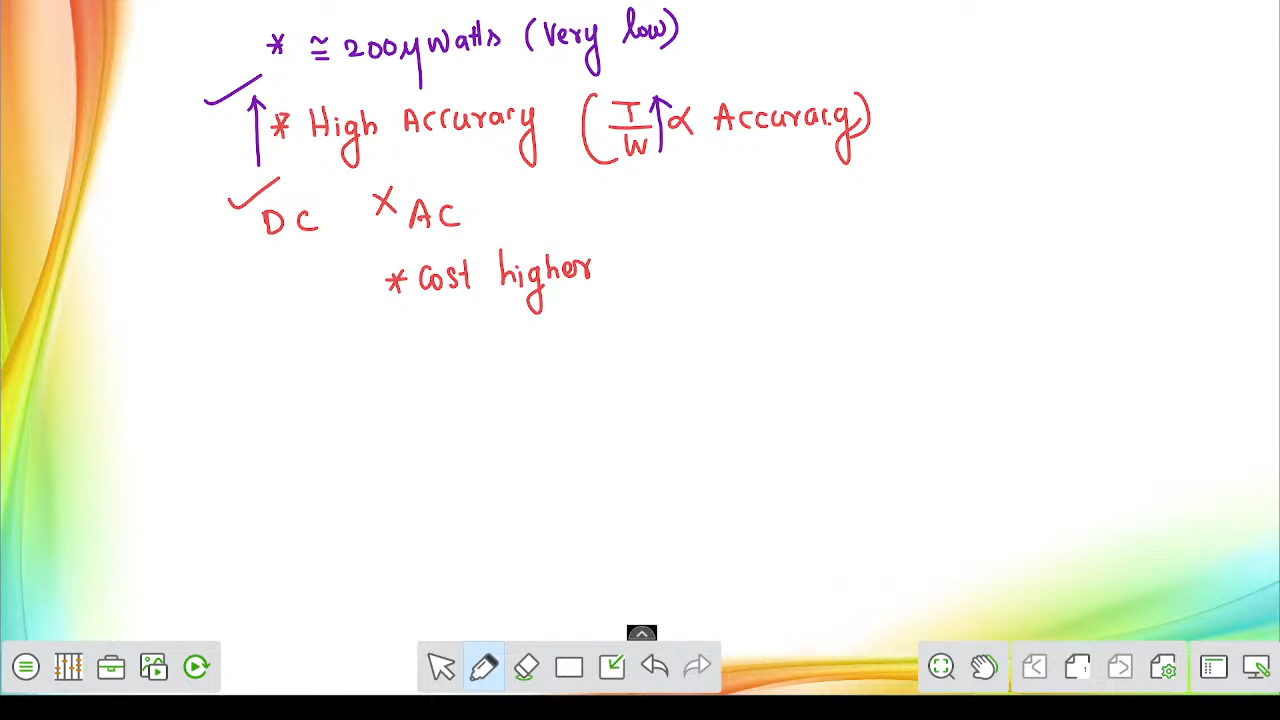 * ≅ 200μWatts (Very low)
* High Accuracy (T/W ∝ Accuracy)
✓ DC × AC
* Cost higher